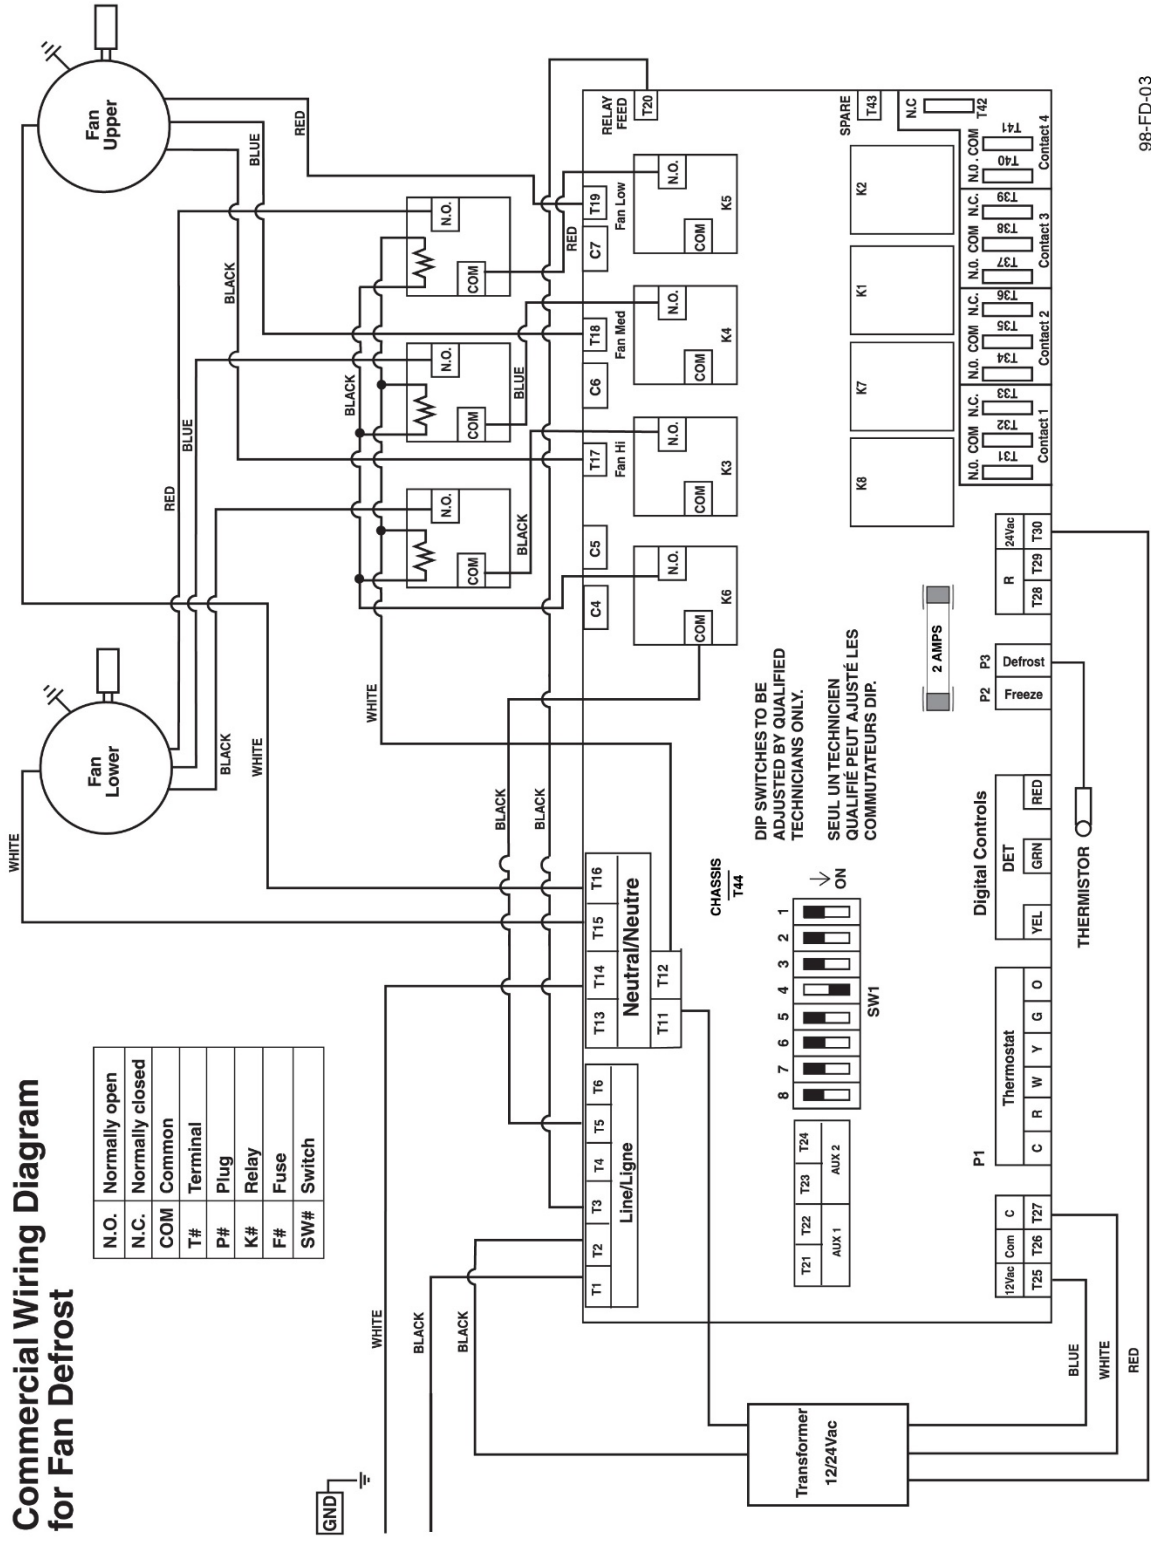 Commercial Wiring Diagram
for Fan Defrost
N.O. Normally open
N.C. Normally closed
COM Common
T# Terminal
P# Plug
K# Relay
F# Fuse
SW# Switch
GND
WHITE
BLACK
BLACK
WHITE
Fan
Lower
BLACK
WHITE
RED
BLUE
BLACK
Fan
Upper
BLUE
RED
WHITE
BLACK
N.O.
COM
N.O.
COM
N.O.
COM
BLACK
BLUE
RED
BLACK
BLACK
T1 T2 T3 T4 T5 T6
Line/Ligne
T13 T14 T15 T16
Neutral/Neutre
T11 T12
C4 C5 T17 C6 T18 C7 T19
Fan Hi
Fan Med
Fan Low
RELAY
FEED
T20
COM N.O.
K6
COM N.O.
K3
COM N.O.
K4
COM N.O.
K5
CHASSIS
T44
DIP SWITCHES TO BE
ADJUSTED BY QUALIFIED
TECHNICIANS ONLY.
SEUL UN TECHNICIEN
QUALIFIÉ PEUT AJUSTÉ LES
COMMUTATEURS DIP.
8 7 6 5 4 3 2 1
ON
SW1
T21 T22 T23 T24
AUX 1 AUX 2
K8 K7 K1 K2
SPARE
T43
N.C
T42
2 AMPS
N.O. COM N.C. N.O. COM N.C. N.O. COM N.C. N.O. COM
T31 T32 T33 T34 T35 T36 T37 T38 T39 T40 T41
Contact 1 Contact 2 Contact 3 Contact 4
Transformer
12/24Vac
12Vac Com C
T25 T26 T27
P1
Thermostat
C R W Y G O
Digital Controls
DET
YEL GRN RED
P2 P3
Freeze Defrost
R 24Vac
T28 T29 T30
THERMISTOR
BLUE
WHITE
RED
98-FD-03